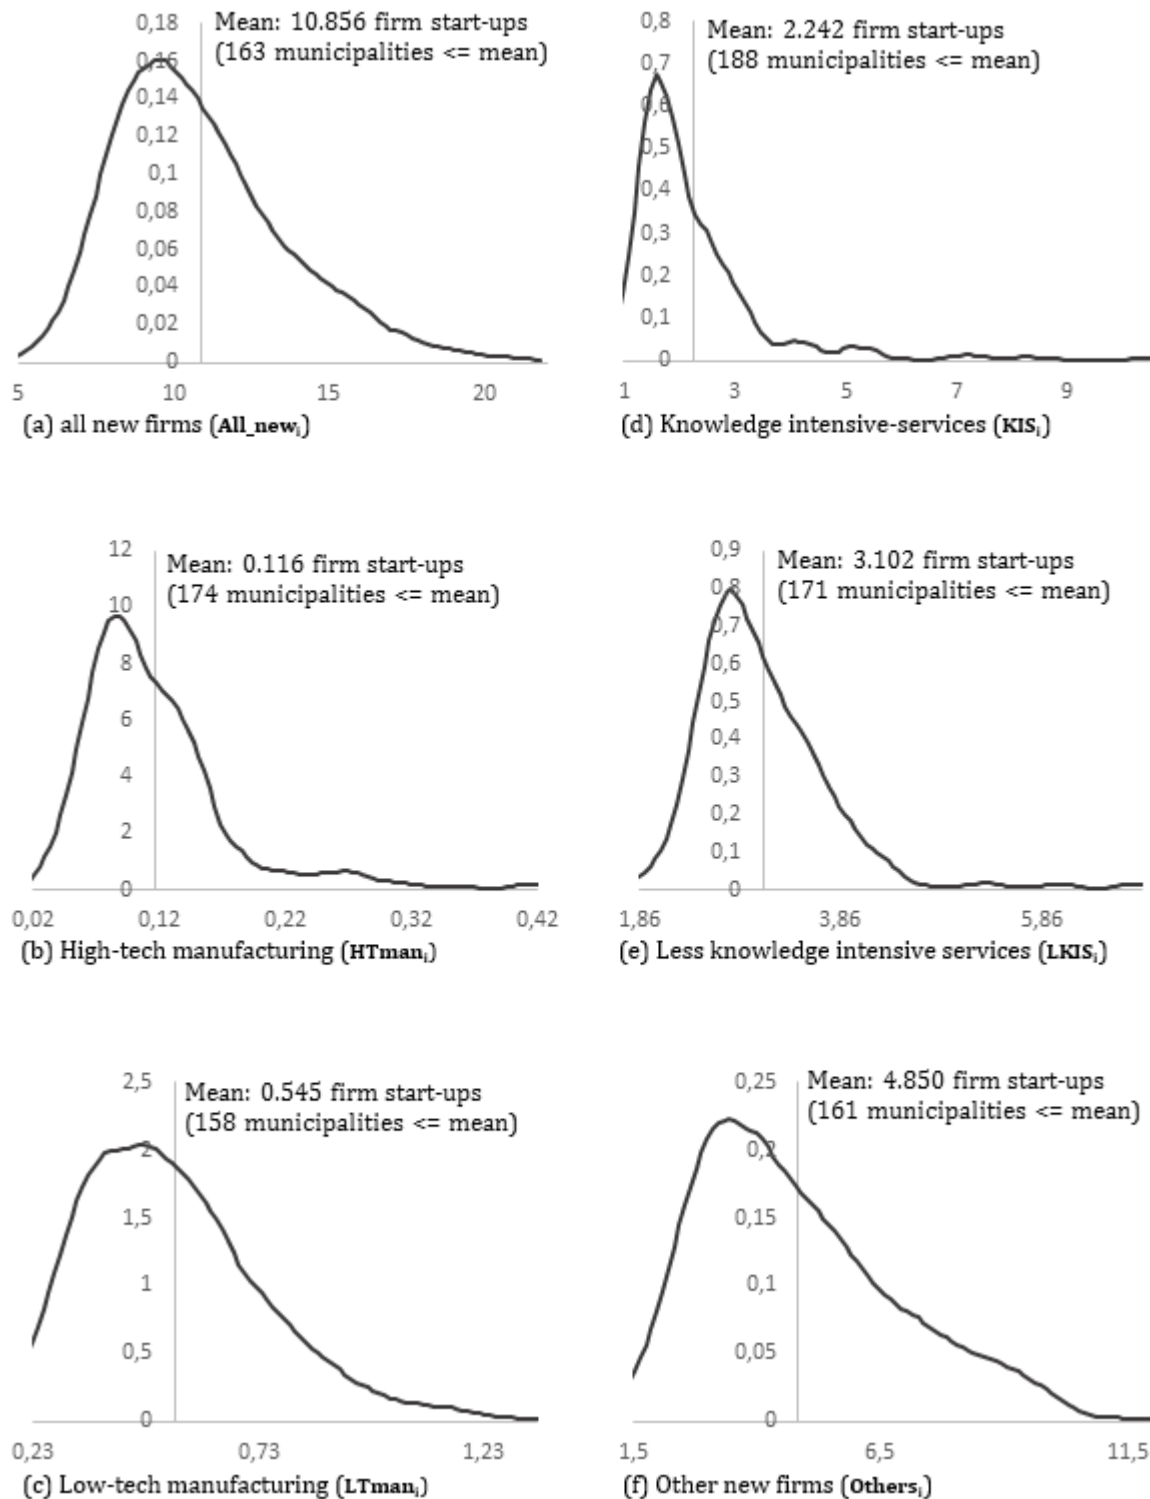 0,18
0,16
0,14
0,12
0,1
0,08
0,06
0,04
0,02
0
Mean: 10.856 firm start-ups
(163 municipalities <= mean)
5 10 15 20
(a) all new firms (All_newᵢ)
0,8
0,7
0,6
0,5
0,4
0,3
0,2
0,1
0
Mean: 2.242 firm start-ups
(188 municipalities <= mean)
1 3 5 7 9
(d) Knowledge intensive-services (KISᵢ)
12
10
8
6
4
2
0
Mean: 0.116 firm start-ups
(174 municipalities <= mean)
0,02 0,12 0,22 0,32 0,42
(b) High-tech manufacturing (HTmanᵢ)
0,9
0,8
0,7
0,6
0,5
0,4
0,3
0,2
0,1
0
Mean: 3.102 firm start-ups
(171 municipalities <= mean)
1,86 3,86 5,86
(e) Less knowledge intensive services (LKISᵢ)
2,5
2
1,5
1
0,5
0
Mean: 0.545 firm start-ups
(158 municipalities <= mean)
0,23 0,73 1,23
(c) Low-tech manufacturing (LTmanᵢ)
0,25
0,2
0,15
0,1
0,05
0
Mean: 4.850 firm start-ups
(161 municipalities <= mean)
1,5 6,5 11,5
(f) Other new firms (Othersᵢ)